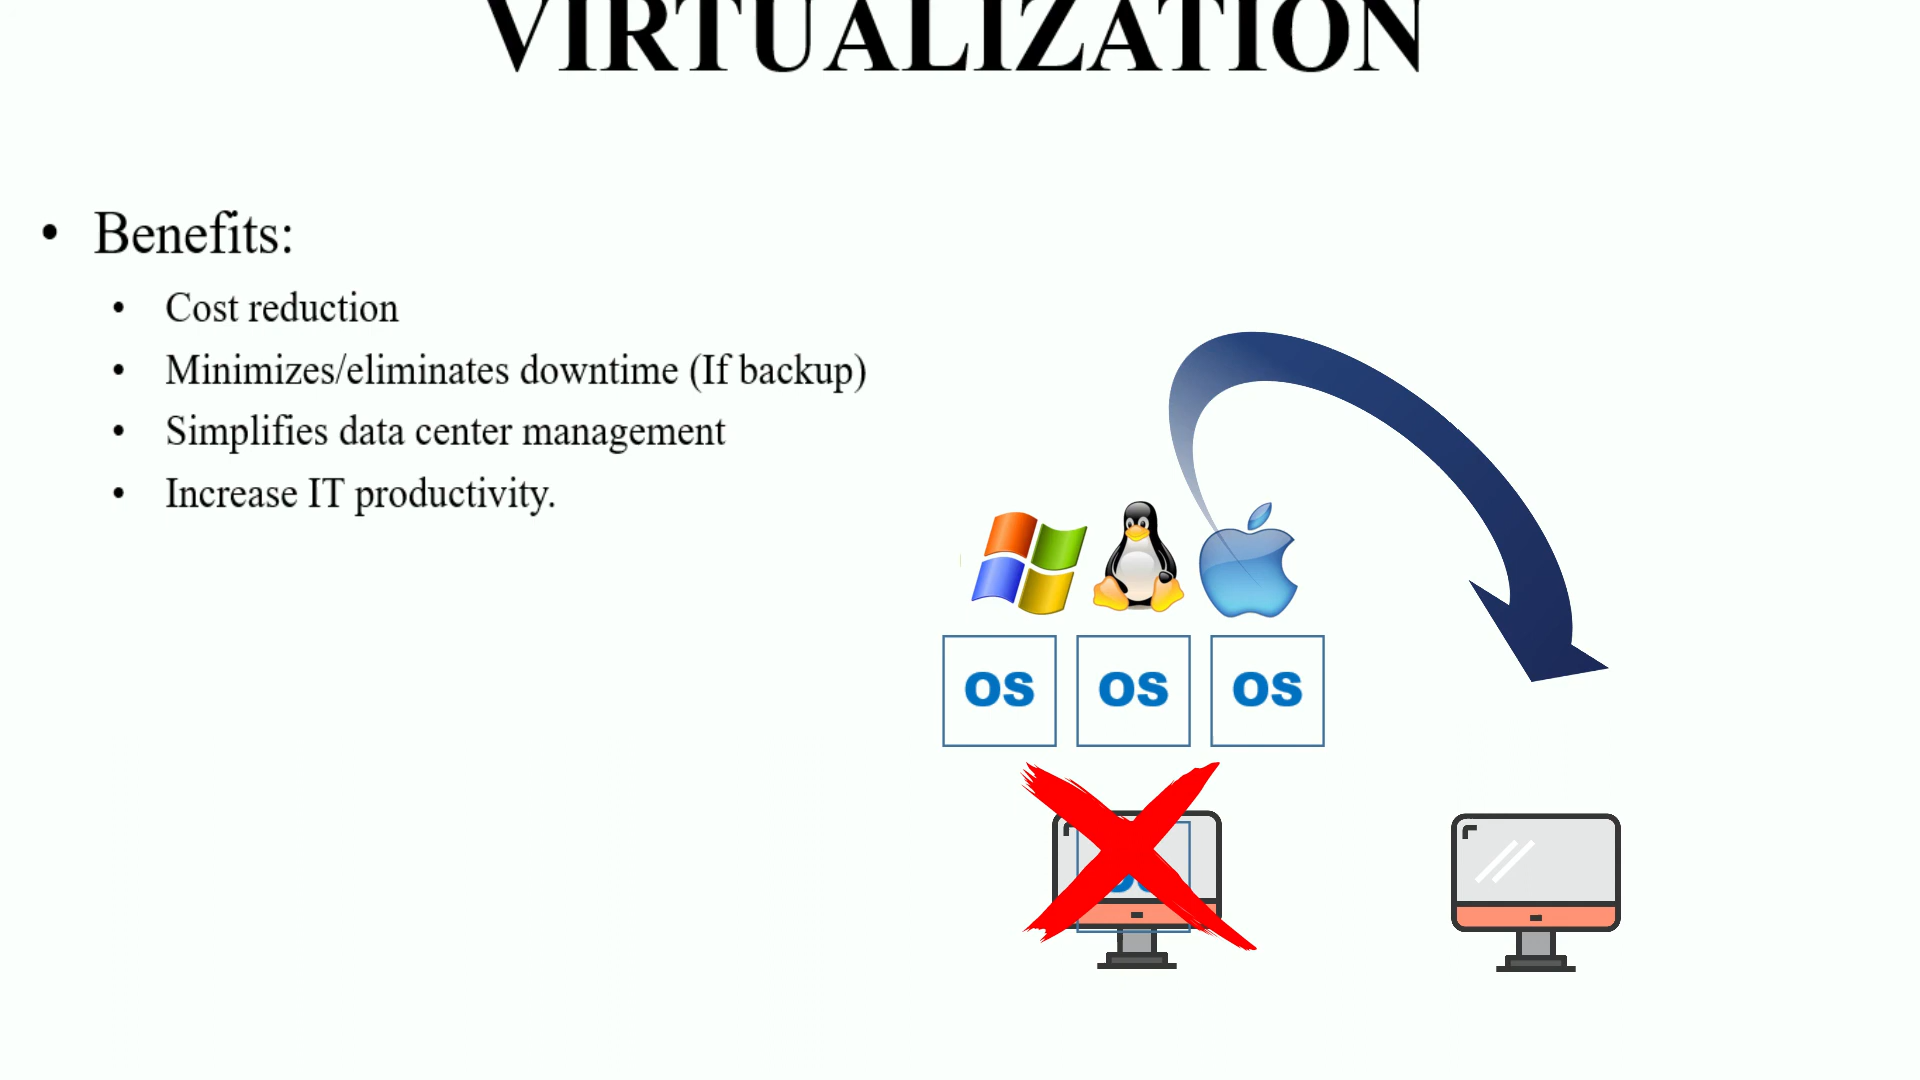 VIRTUALIZATION
• Benefits:
• Cost reduction
• Minimizes/eliminates downtime (If backup)
• Simplifies data center management
• Increase IT productivity.
OS OS OS